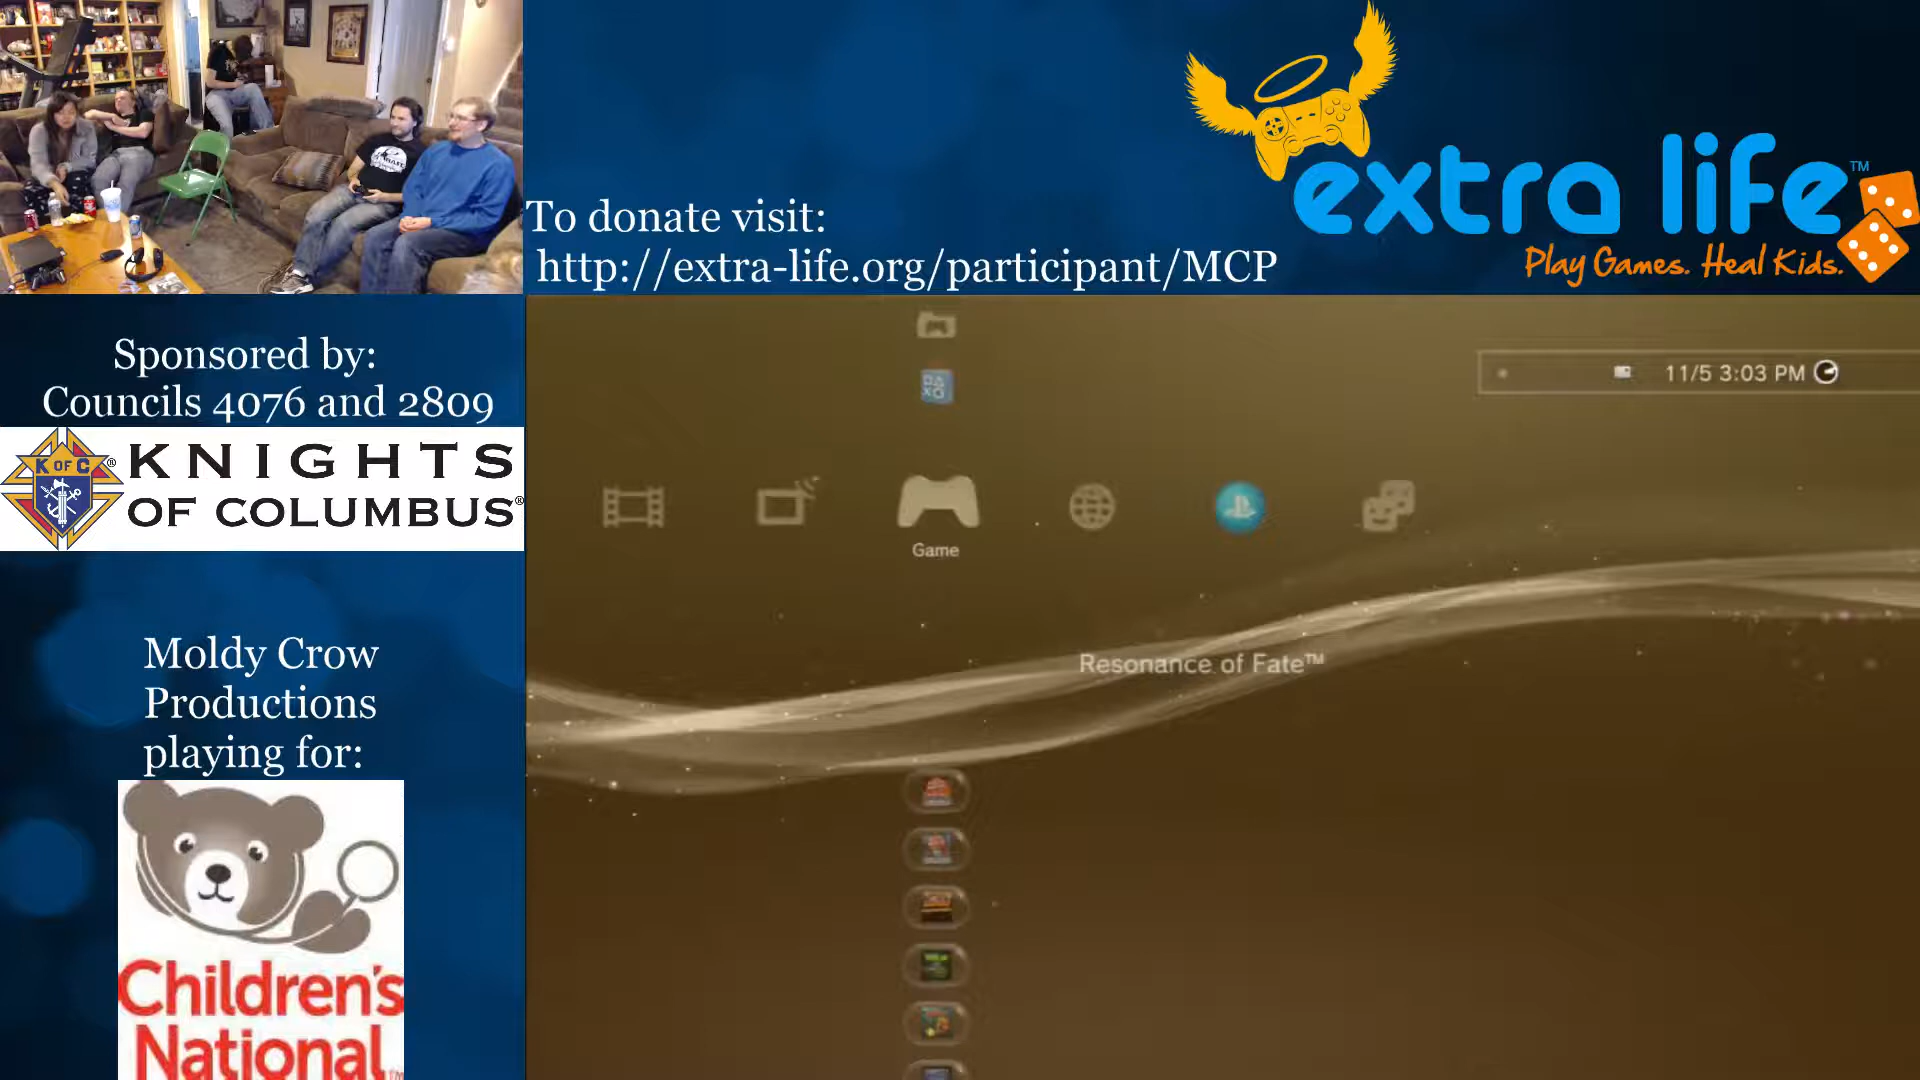 extra life™
Play Games. Heal Kids.
To donate visit:
http://extra-life.org/participant/MCP
Sponsored by:
Councils 4076 and 2809
K OF C®
KNIGHTS
OF COLUMBUS®
11/5 3:03 PM
Game
Resonance of Fate™
Moldy Crow
Productions
playing for:
Children's
National™